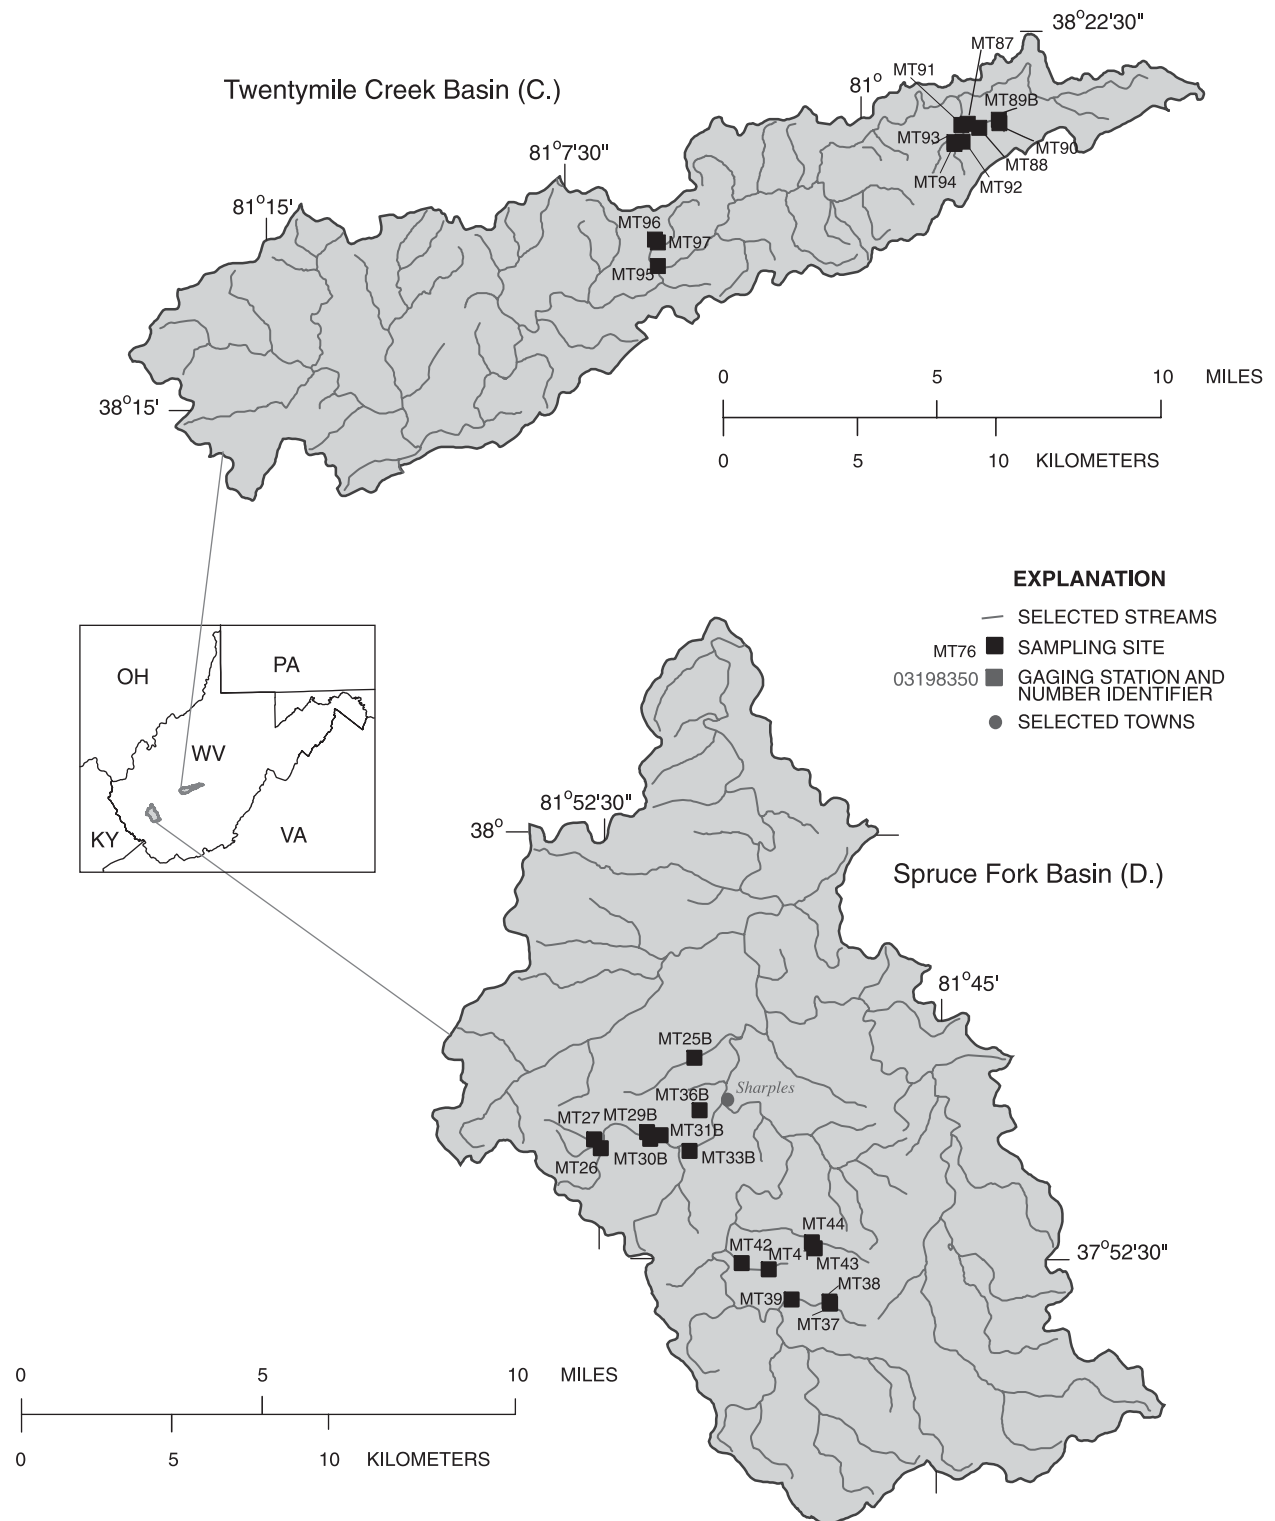 38°22'30"
MT87
MT91
Twentymile Creek Basin (C.)
81°
MT89B
MT93
MT90
MT88
MT94
MT92
81°7'30"
81°15'
MT96
MT97
MT95
0 5 10 MILES
38°15'
0 5 10 KILOMETERS
EXPLANATION
SELECTED STREAMS
MT76 SAMPLING SITE
03198350 GAGING STATION AND
NUMBER IDENTIFIER
SELECTED TOWNS
OH
PA
WV
KY
VA
81°52'30"
38°
Spruce Fork Basin (D.)
81°45'
MT25B
Sharples
MT36B
MT27
MT29B
MT31B
MT26
MT30B
MT33B
MT44
MT42
MT41
MT43
37°52'30"
MT38
MT39
MT37
0 5 10 MILES
0 5 10 KILOMETERS